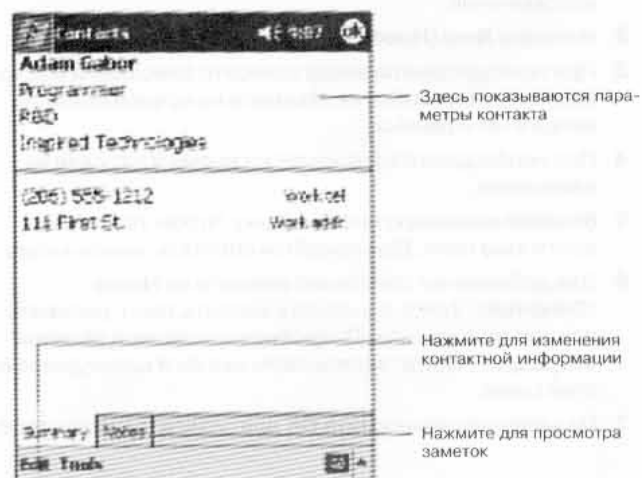 Contacts
ok
Adam Gabor
Programmer
R&D
Inspired Technologies
(206) 555-1212 Work tel
111 First St. Work addr
Summary Notes
Edit Tools
Здесь показываются пара-
метры контакта
Нажмите для изменения
контактной информации
Нажмите для просмотра
заметок